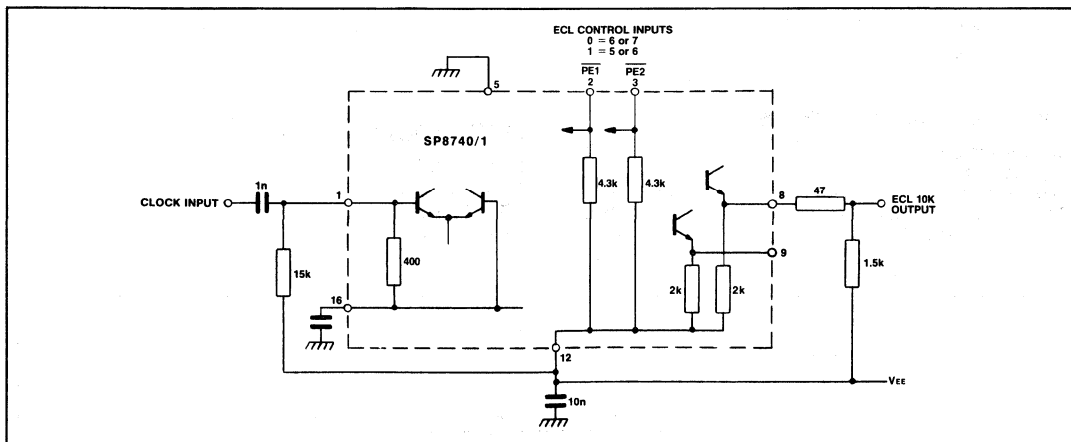 ECL CONTROL INPUTS
0 = 6 or 7
1 = 5 or 6
PE1
PE2
2
3
5
SP8740/1
4.3k
4.3k
1n
CLOCK INPUT
1
8
47
ECL 10K
OUTPUT
9
400
15k
1.5k
2k
2k
16
12
VEE
10n